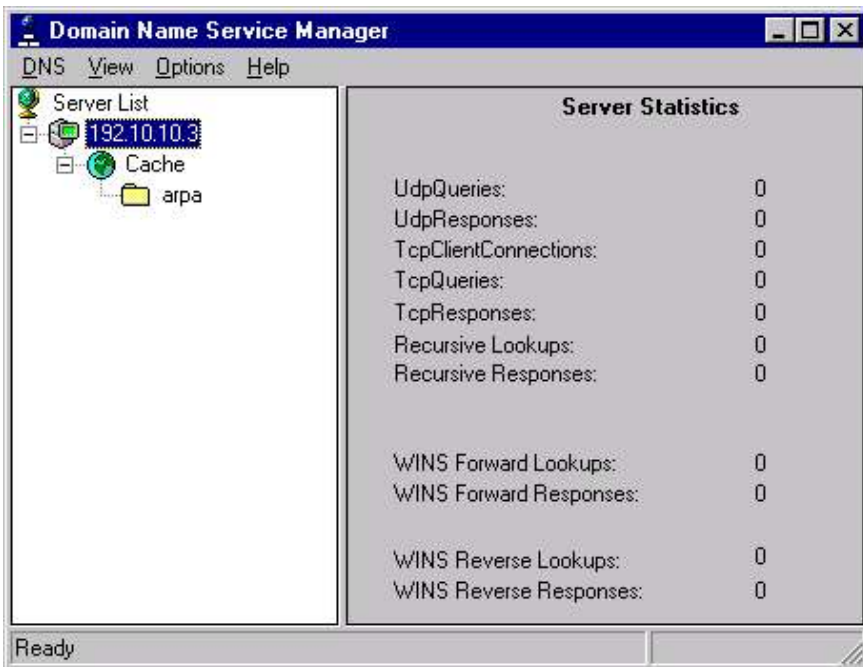 Domain Name Service Manager
DNS View Options Help
Server List
192.10.10.3
Cache
arpa
Server Statistics
UdpQueries: 0
UdpResponses: 0
TcpClientConnections: 0
TcpQueries: 0
TcpResponses: 0
Recursive Lookups: 0
Recursive Responses: 0
WINS Forward Lookups: 0
WINS Forward Responses: 0
WINS Reverse Lookups: 0
WINS Reverse Responses: 0
Ready